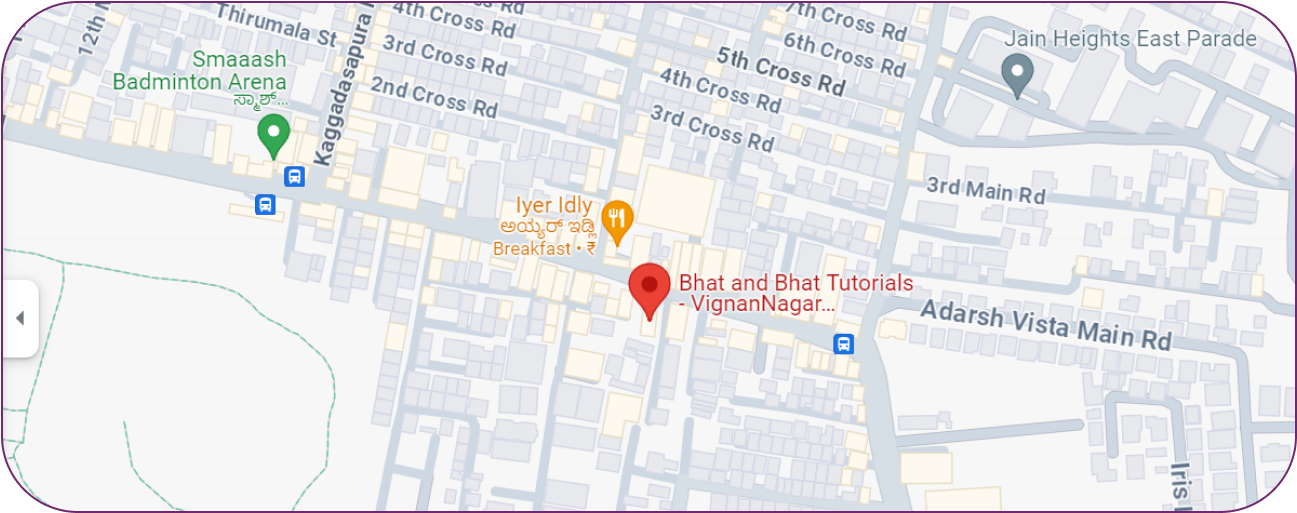 12th M
Thirumala St
Kaggadasapura
4th Cross Rd
3rd Cross Rd
2nd Cross Rd
7th Cross Rd
6th Cross Rd
5th Cross Rd
4th Cross Rd
3rd Cross Rd
Jain Heights East Parade
Smaaash
Badminton Arena
ಸ್ಮಾಶ್...
3rd Main Rd
Iyer Idly
ಅಯ್ಯರ್ ಇಡ್ಲಿ
Breakfast • ₹
Bhat and Bhat Tutorials
- VignanNagar...
Adarsh Vista Main Rd
Iris